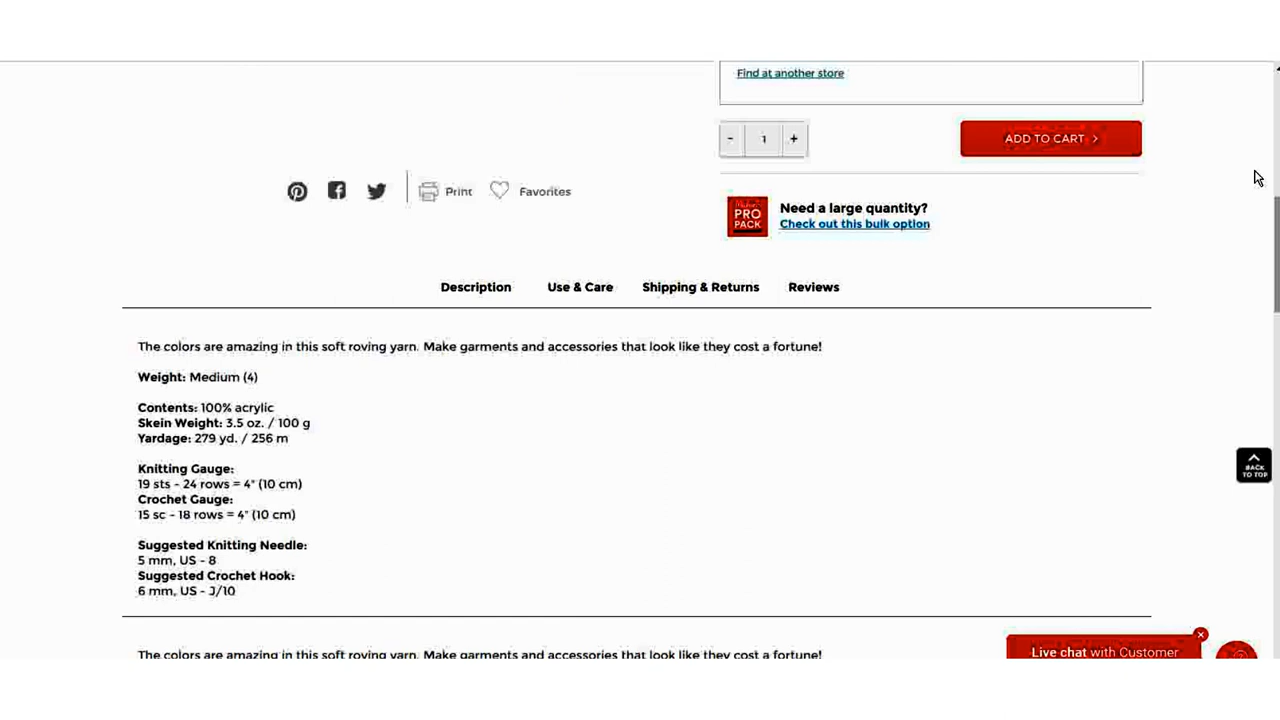 Find at another store
- 1 + ADD TO CART >
Print Favorites
Michaels
PRO
PACK
Need a large quantity?
Check out this bulk option
Description Use & Care Shipping & Returns Reviews
The colors are amazing in this soft roving yarn. Make garments and accessories that look like they cost a fortune!
Weight: Medium (4)
Contents: 100% acrylic
Skein Weight: 3.5 oz. / 100 g
Yardage: 279 yd. / 256 m
Knitting Gauge:
19 sts - 24 rows = 4" (10 cm)
Crochet Gauge:
15 sc - 18 rows = 4" (10 cm)
Suggested Knitting Needle:
5 mm, US - 8
Suggested Crochet Hook:
6 mm, US - J/10
BACK
TO TOP
The colors are amazing in this soft roving yarn. Make garments and accessories that look like they cost a fortune!
Live chat with Customer